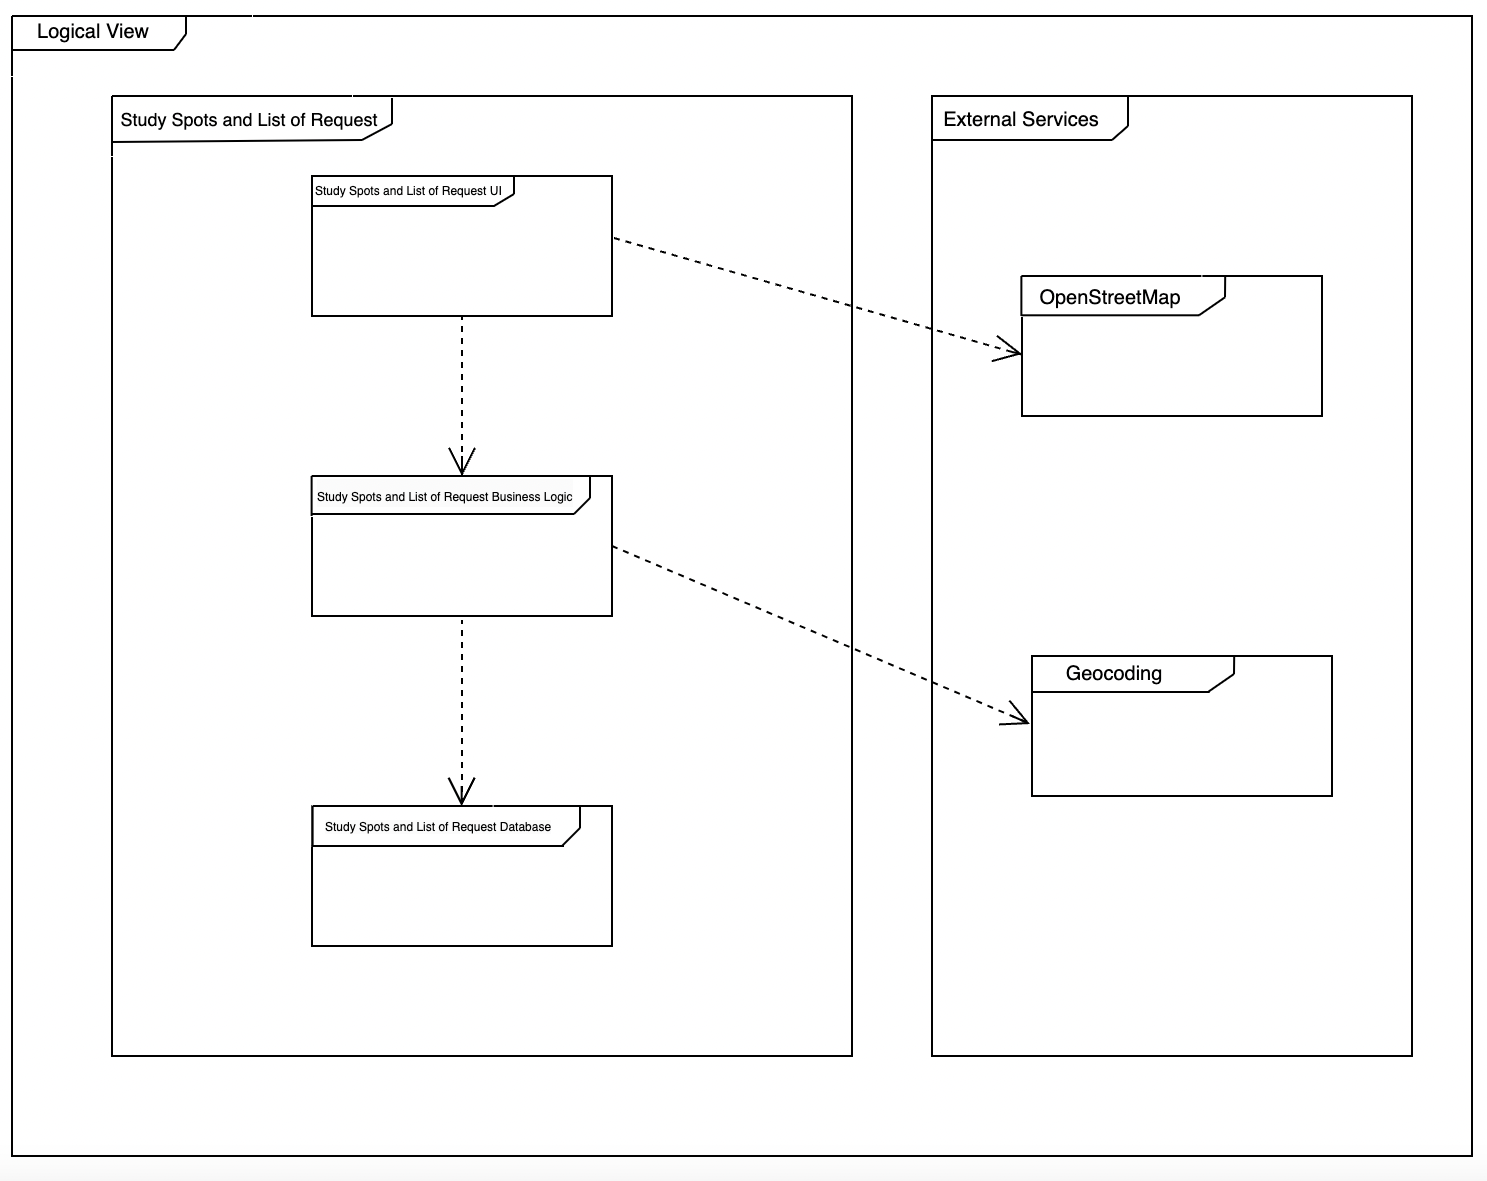 Logical View
Study Spots and List of Request
External Services
Study Spots and List of Request UI
OpenStreetMap
Study Spots and List of Request Business Logic
Geocoding
Study Spots and List of Request Database